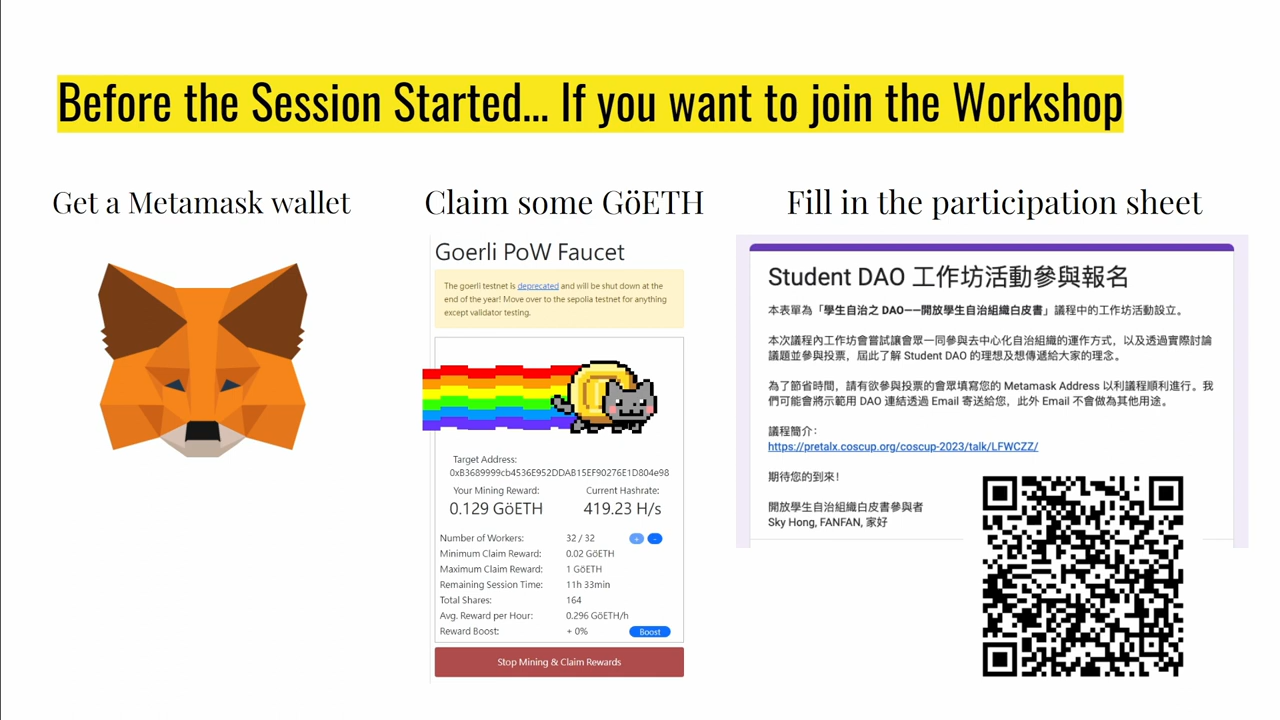 Before the Session Started... If you want to join the Workshop
Get a Metamask wallet
Claim some GöETH
Goerli PoW Faucet
The goerli testnet is deprecated and will be shut down at the
end of the year! Move over to the sepolia testnet for anything
except validator testing.
Target Address:
0xB3689999cb4536E952DDAB15EF90276E1D804e98
Your Mining Reward:
Current Hashrate:
0.129 GöETH
419.23 H/s
Number of Workers: 32 / 32 + -
Minimum Claim Reward: 0.02 GöETH
Maximum Claim Reward: 1 GöETH
Remaining Session Time: 11h 33min
Total Shares: 164
Avg. Reward per Hour: 0.296 GöETH/h
Reward Boost: + 0% Boost
Stop Mining & Claim Rewards
Fill in the participation sheet
Student DAO 工作坊活動參與報名
本表單為「學生自治之 DAO——開放學生自治組織白皮書」議程中的工作坊活動設立。
本次議程內工作坊會嘗試讓會眾一同參與去中心化自治組織的運作方式，以及透過實際討論
議題並參與投票，屆此了解 Student DAO 的理想及想傳遞給大家的理念。
為了節省時間，請有欲參與投票的會眾填寫您的 Metamask Address 以利議程順利進行。我
們可能會將示範用 DAO 連結透過 Email 寄送給您，此外 Email 不會做為其他用途。
議程簡介：
https://pretalx.coscup.org/coscup-2023/talk/LFWCZZ/
期待您的到來！
開放學生自治組織白皮書參與者
Sky Hong, FANFAN, 家好